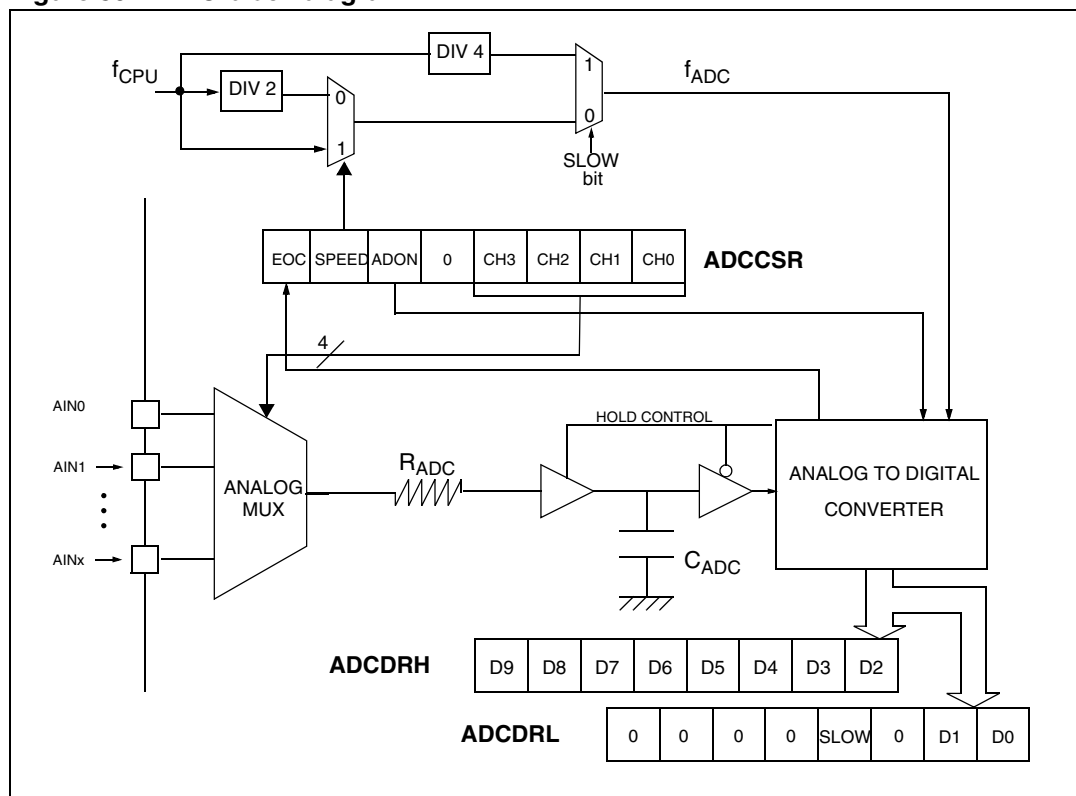 DIV 4
fCPU
DIV 2
0
1
1
0
fADC
SLOW
bit
EOC SPEED ADON 0 CH3 CH2 CH1 CH0 ADCCSR
4
AIN0
AIN1
AINx
ANALOG
MUX
RADC
HOLD CONTROL
CADC
ANALOG TO DIGITAL
CONVERTER
ADCDRH D9 D8 D7 D6 D5 D4 D3 D2
ADCDRL 0 0 0 0 SLOW 0 D1 D0